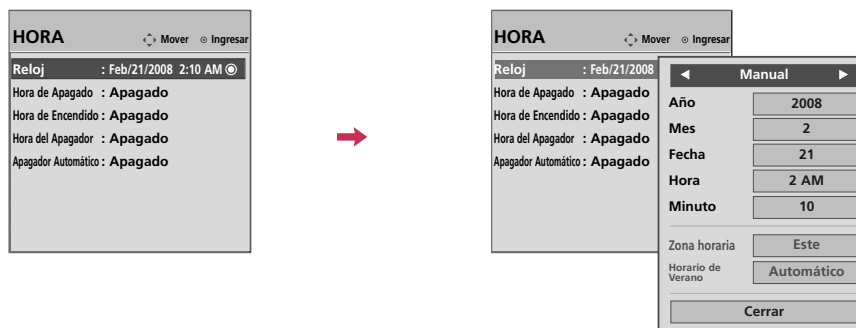 HORA
Mover
Ingresar
Reloj : Feb/21/2008 2:10 AM
Hora de Apagado : Apagado
Hora de Encendido : Apagado
Hora del Apagador : Apagado
Apagador Automático : Apagado
HORA
Mover
Ingresar
Reloj : Feb/21/2008
Hora de Apagado : Apagado
Hora de Encendido : Apagado
Hora del Apagador : Apagado
Apagador Automático : Apagado
Manual
Año 2008
Mes 2
Fecha 21
Hora 2 AM
Minuto 10
Zona horaria Este
Horario de Verano Automático
Cerrar